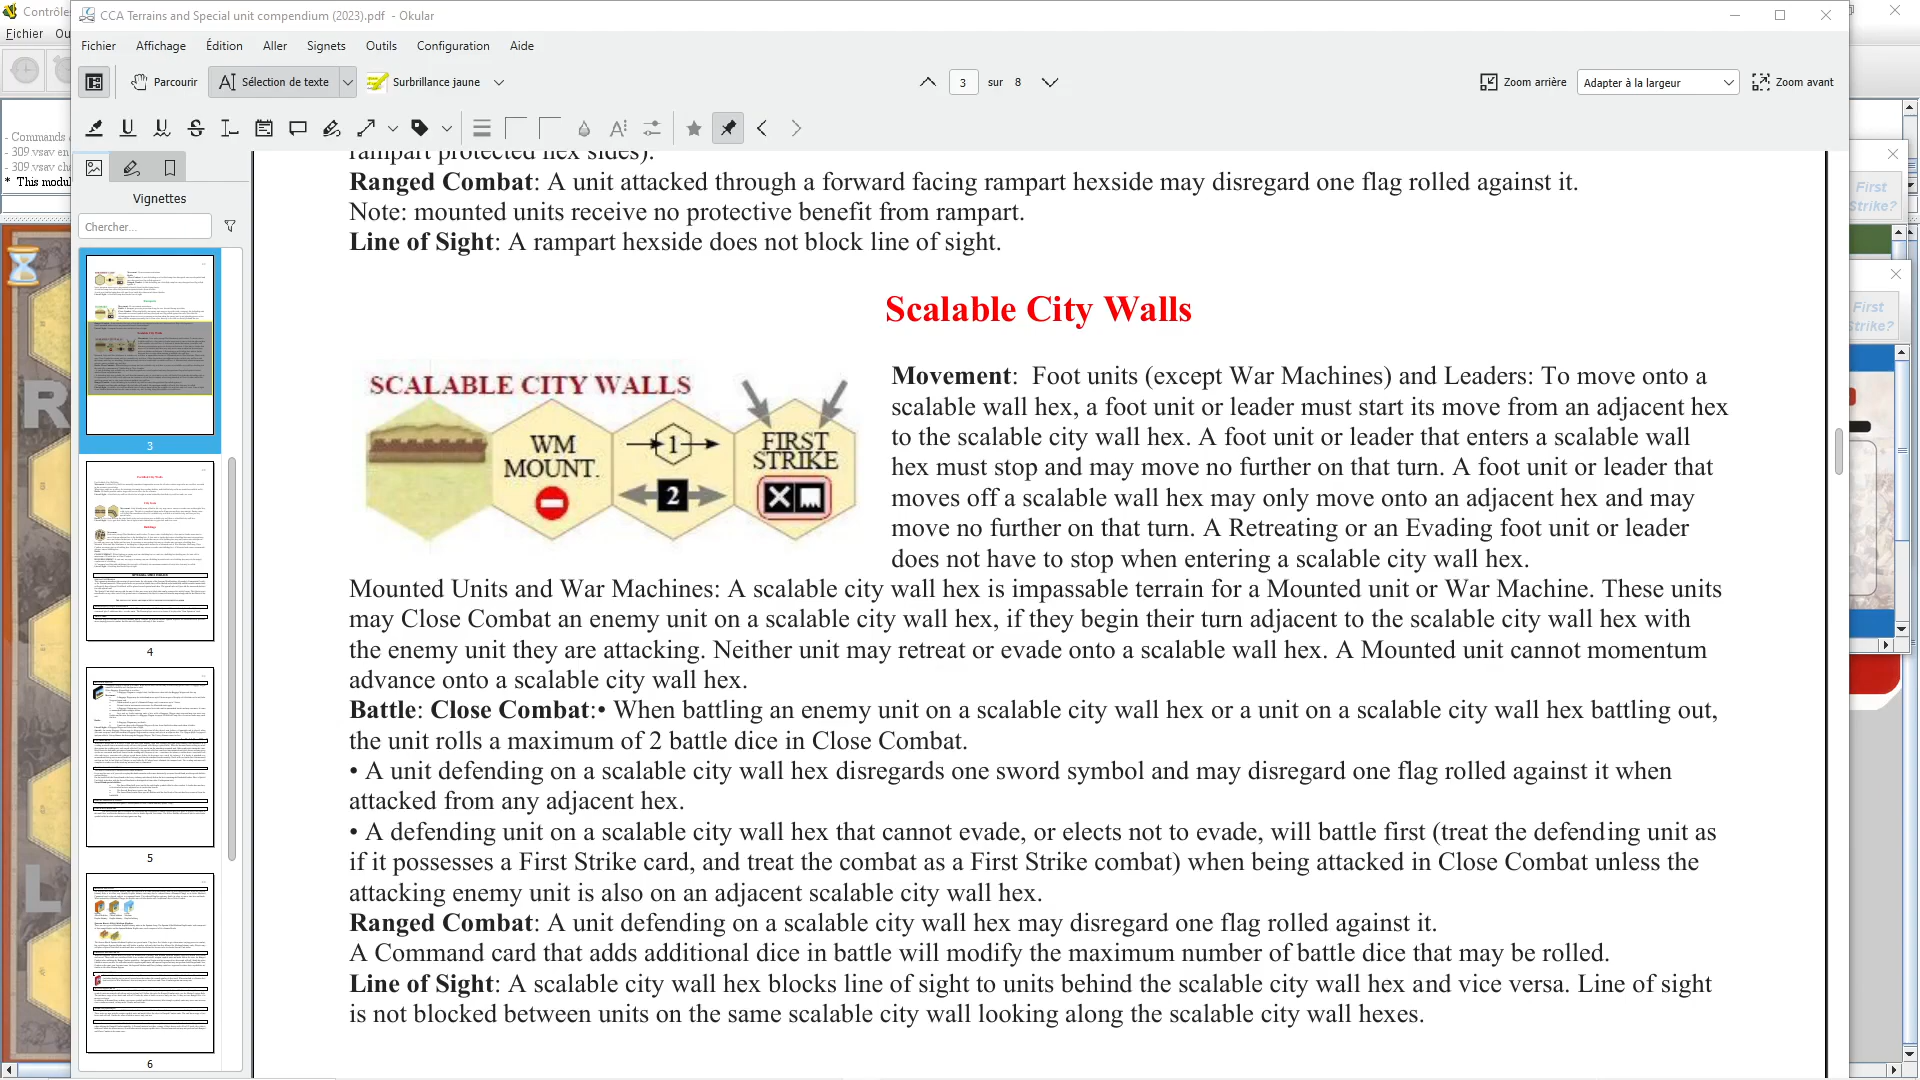 Contrôles
CCA Terrains and Special unit compendium (2023).pdf - Okular
Fichier
Fichier Affichage Édition Aller Signets Outils Configuration Aide
Parcourir
Sélection de texte
Surbrillance jaune
3 sur 8
Zoom arrière
Adapter à la largeur
Zoom avant
- Commands
- 309.vsav en
- 309.vsav
* This modul
Vignettes
Chercher...
3
4
5
6
First
Strike?
First
Strike?
R
L
rampart protected hex sides).
Ranged Combat: A unit attacked through a forward facing rampart hexside may disregard one flag rolled against it.
Note: mounted units receive no protective benefit from rampart.
Line of Sight: A rampart hexside does not block line of sight.
Scalable City Walls
SCALABLE CITY WALLS
WM
MOUNT.
1
2
FIRST
STRIKE
Movement: Foot units (except War Machines) and Leaders: To move onto a
scalable wall hex, a foot unit or leader must start its move from an adjacent hex
to the scalable city wall hex. A foot unit or leader that enters a scalable wall
hex must stop and may move no further on that turn. A foot unit or leader that
moves off a scalable wall hex may only move onto an adjacent hex and may
move no further on that turn. A Retreating or an Evading foot unit or leader
does not have to stop when entering a scalable city wall hex.
Mounted Units and War Machines: A scalable city wall hex is impassable terrain for a Mounted unit or War Machine. These units
may Close Combat an enemy unit on a scalable city wall hex, if they begin their turn adjacent to the scalable city wall hex with
the enemy unit they are attacking. Neither unit may retreat or evade onto a scalable wall hex. A Mounted unit cannot momentum
advance onto a scalable city wall hex.
Battle: Close Combat:• When battling an enemy unit on a scalable city wall hex or a unit on a scalable city wall hex battling out,
the unit rolls a maximum of 2 battle dice in Close Combat.
• A unit defending on a scalable city wall hex disregards one sword symbol and may disregard one flag rolled against it when
attacked from any adjacent hex.
• A defending unit on a scalable city wall hex that cannot evade, or elects not to evade, will battle first (treat the defending unit as
if it possesses a First Strike card, and treat the combat as a First Strike combat) when being attacked in Close Combat unless the
attacking enemy unit is also on an adjacent scalable city wall hex.
Ranged Combat: A unit defending on a scalable city wall hex may disregard one flag rolled against it.
A Command card that adds additional dice in battle will modify the maximum number of battle dice that may be rolled.
Line of Sight: A scalable city wall hex blocks line of sight to units behind the scalable city wall hex and vice versa. Line of sight
is not blocked between units on the same scalable city wall looking along the scalable city wall hexes.